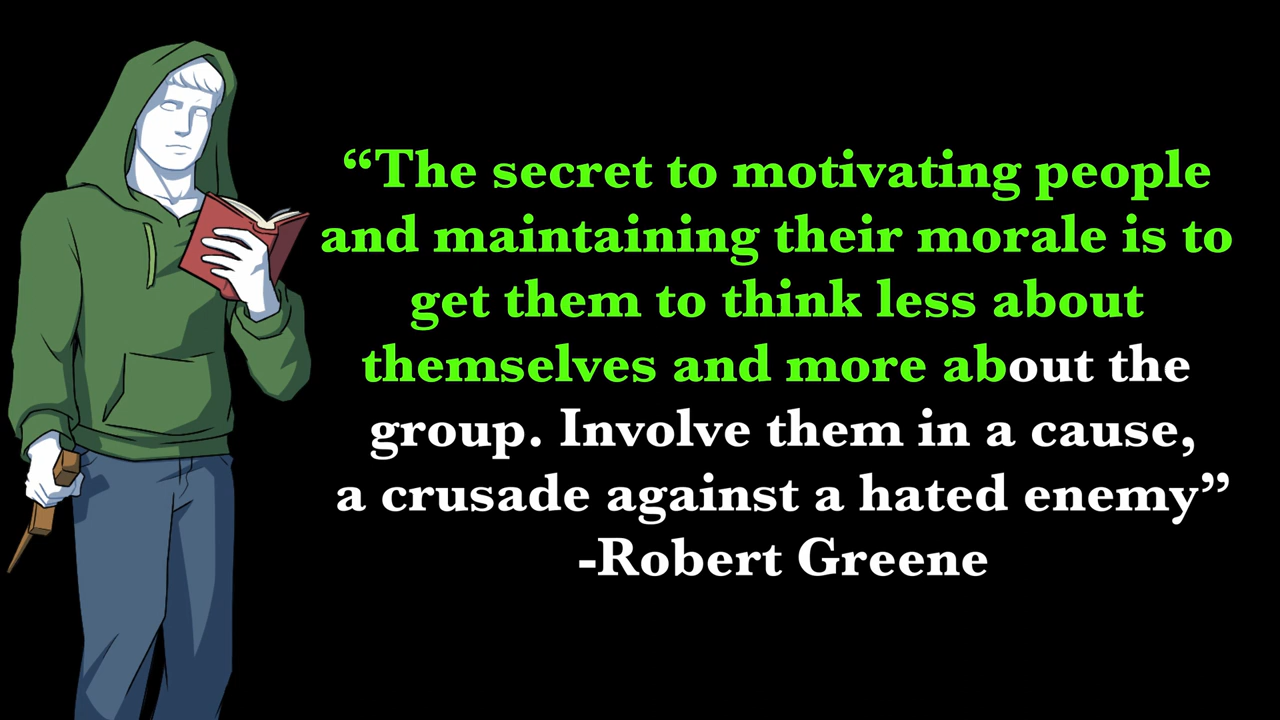 “The secret to motivating people
and maintaining their morale is to
get them to think less about
themselves and more about the
group. Involve them in a cause,
a crusade against a hated enemy”
-Robert Greene